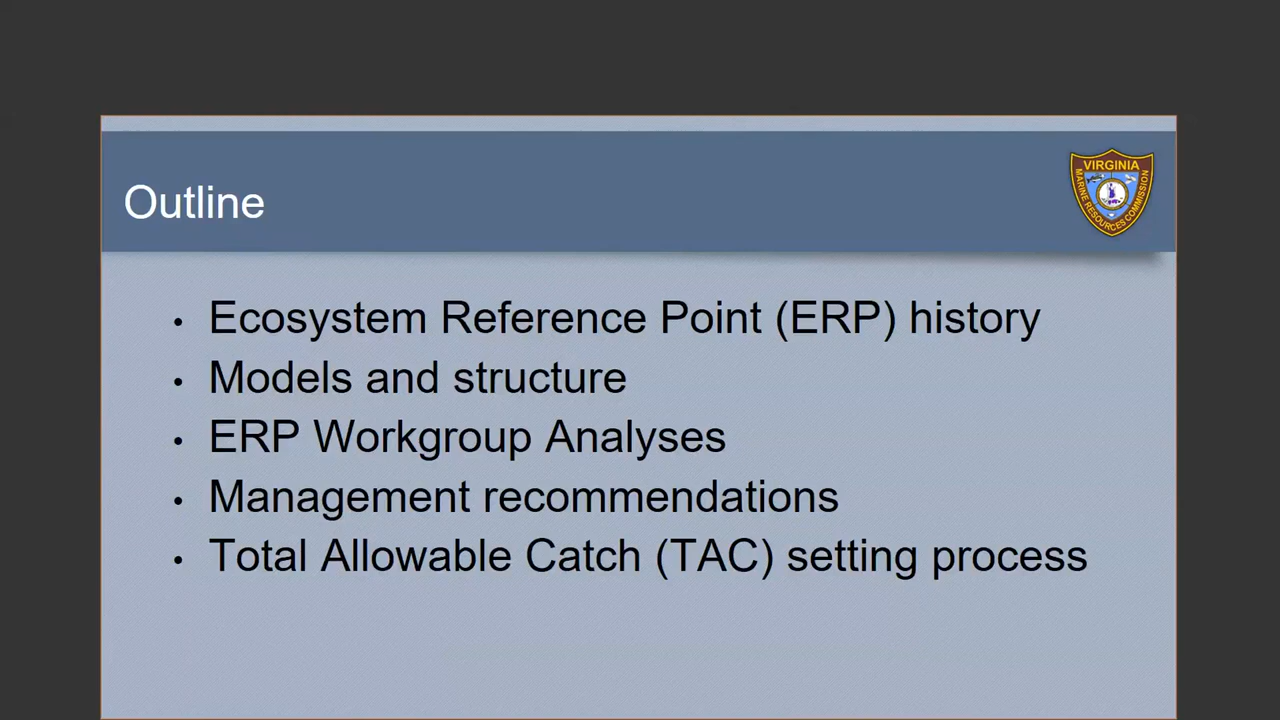 Outline
VIRGINIA
MARINE RESOURCES COMMISSION
• Ecosystem Reference Point (ERP) history
• Models and structure
• ERP Workgroup Analyses
• Management recommendations
• Total Allowable Catch (TAC) setting process